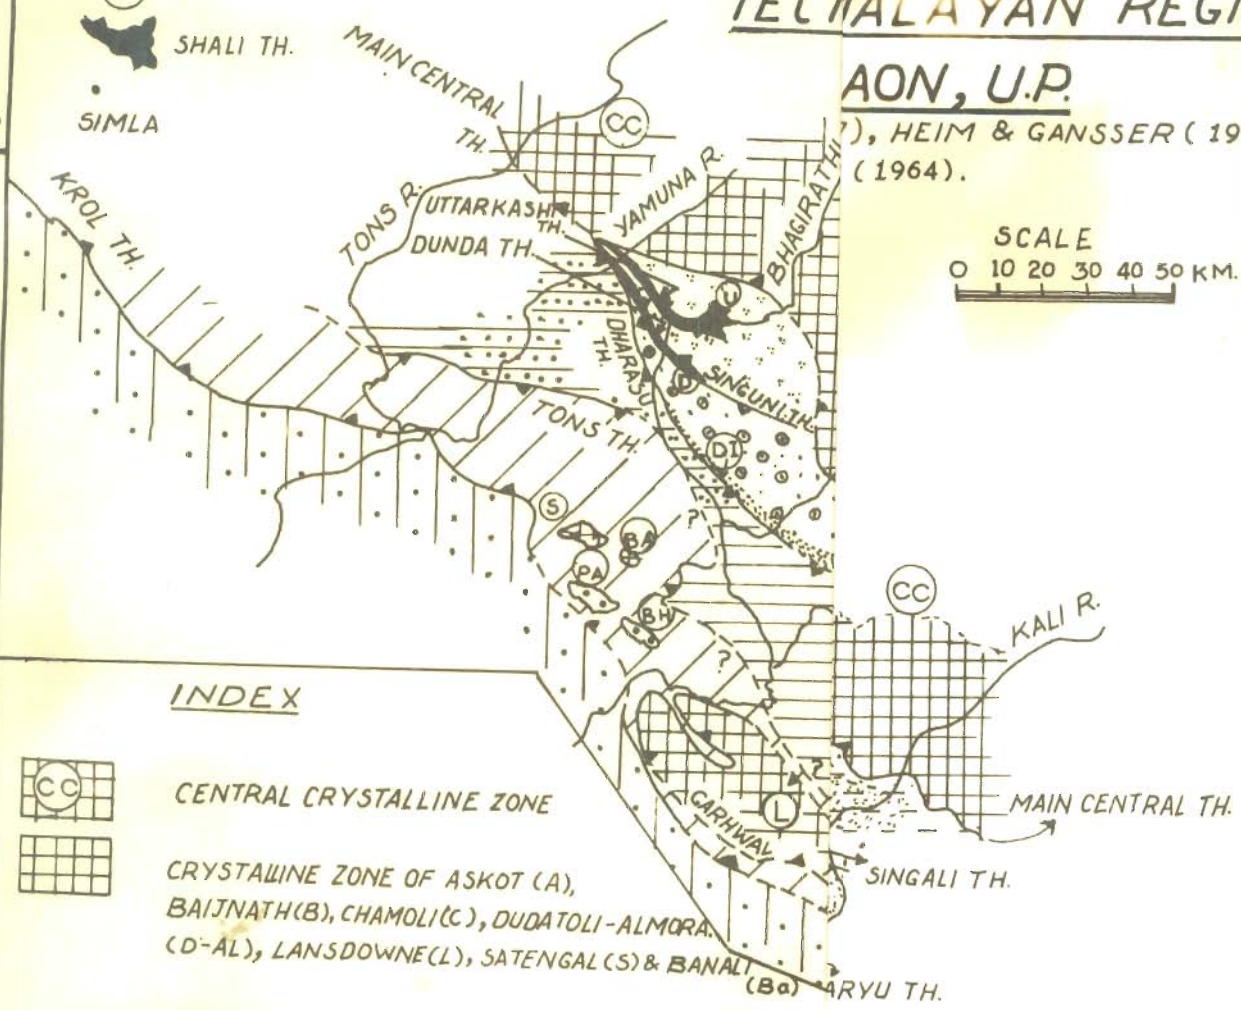 ALAYAN REGI
AON, U.P.
), HEIM & GANSSER ( 19
( 1964).
SCALE
0 10 20 30 40 50 KM.
SHALI TH.
SIMLA
MAIN CENTRAL
TH.
CC
KROL TH.
TONS R.
UTTARKASHI
TH.
DUNDA TH.
YAMUNA R.
BHAGIRATHI
U
DHARASU
TH.
D
SINGUNI TH.
TONS TH.
DI
S
?
BA
PA
BH
?
CC
KALI R.
?
L
GARHWAL
MAIN CENTRAL TH.
SINGALI TH.
ARYU TH.
INDEX
CC
CENTRAL CRYSTALLINE ZONE
CRYSTALLINE ZONE OF ASKOT (A),
BAIJNATH(B), CHAMOLI(C), DUDATOLI-ALMORA
(D-AL), LANSDOWNE(L), SATENGAL(S) & BANALI
(Ba)